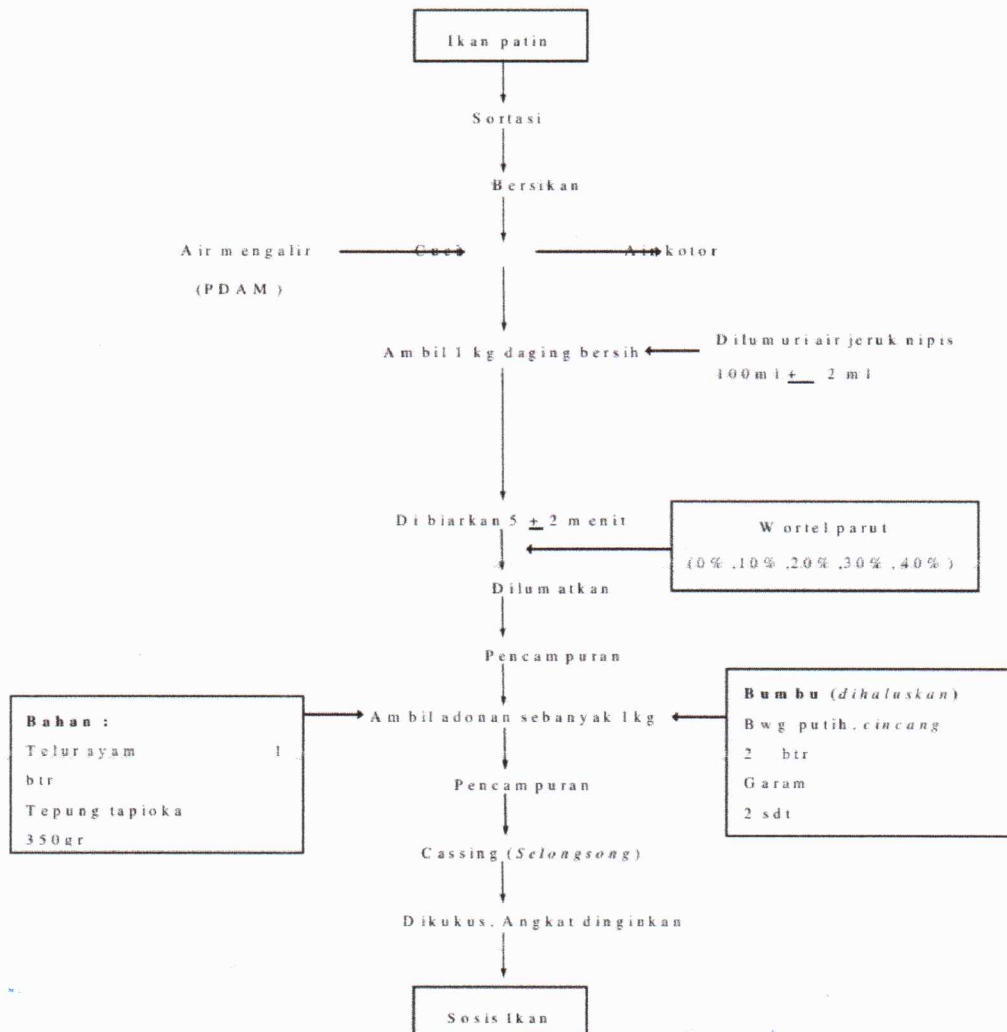 Ikan patin
Sortasi
Bersikan
Air mengalir
(PDAM)
Cuci
Air kotor
Ambil 1 kg daging bersih
Dilumuri air jeruk nipis
100ml ± 2 ml
Dibiarkan 5 ± 2 menit
Wortel parut
(0%,10%,20%,30%,40%)
Dilumatkan
Pencampuran
Bahan :
Telur ayam 1
btr
Tepung tapioka
350gr
Ambil adonan sebanyak 1kg
Bumbu (dihaluskan)
Bwg putih, cincang
2 btr
Garam
2 sdt
Pencampuran
Cassing (Selongsong)
Dikukus, Angkat dinginkan
Sosis Ikan